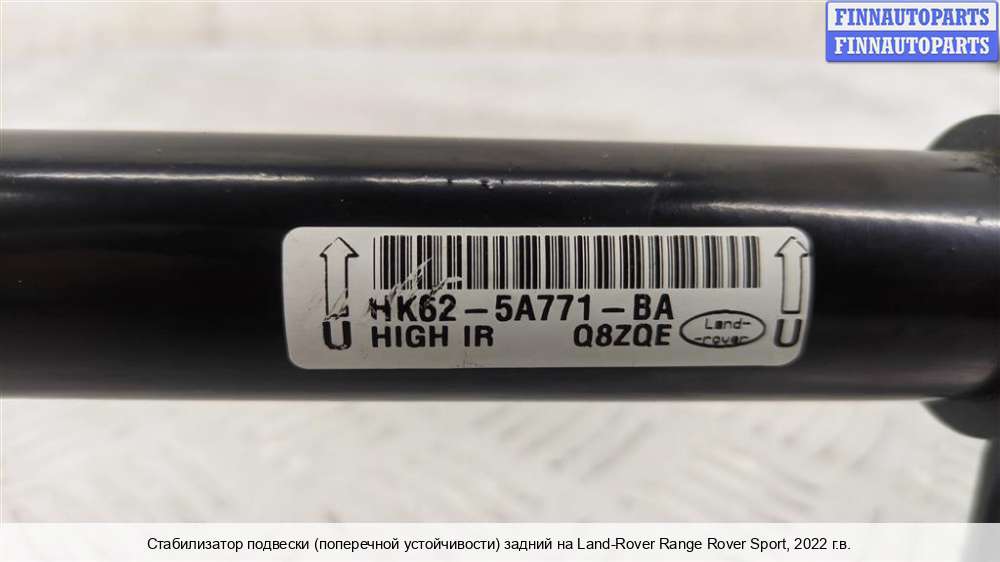 FINNAUTOPARTS
FINNAUTOPARTS
HK62-5A771-BA
U HIGH IR Q8ZQE Land-rover U
Стабилизатор подвески (поперечной устойчивости) задний на Land-Rover Range Rover Sport, 2022 г.в.